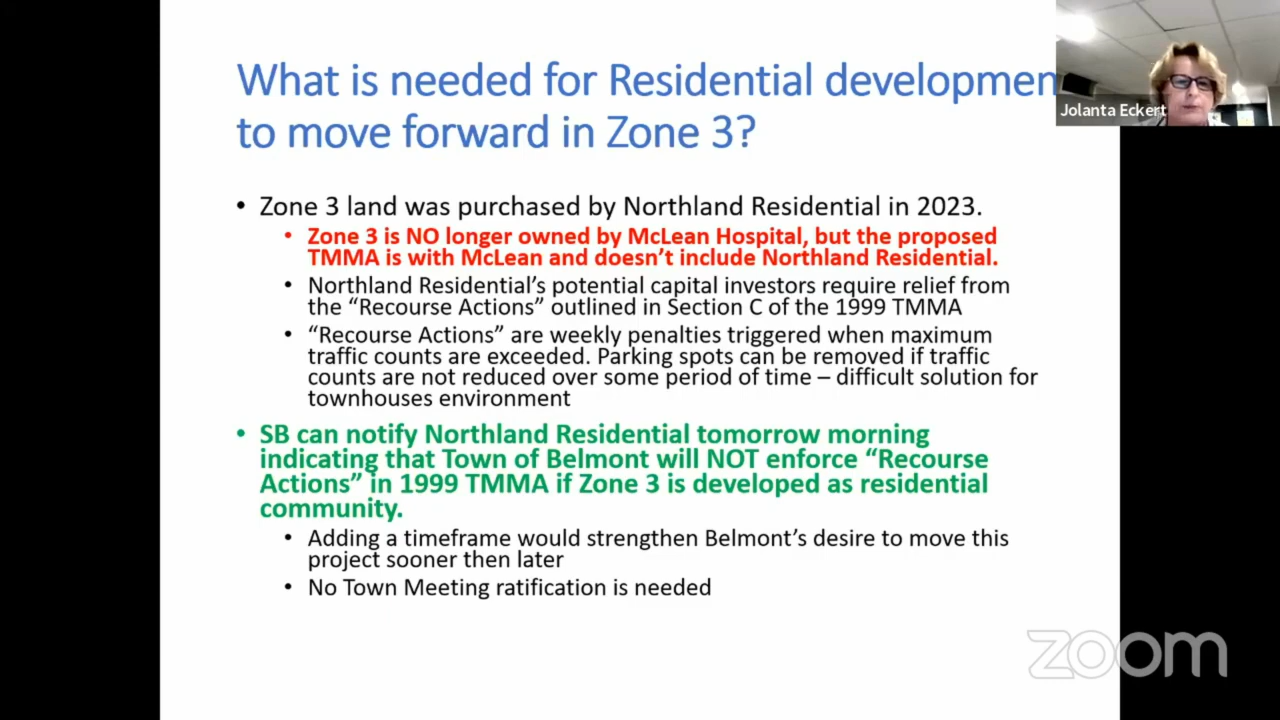 What is needed for Residential developmen
to move forward in Zone 3?
Jolanta Eckert
• Zone 3 land was purchased by Northland Residential in 2023.
• Zone 3 is NO longer owned by McLean Hospital, but the proposed
TMMA is with McLean and doesn't include Northland Residential.
• Northland Residential's potential capital investors require relief from
the “Recourse Actions” outlined in Section C of the 1999 TMMA
• “Recourse Actions” are weekly penalties triggered when maximum
traffic counts are exceeded. Parking spots can be removed if traffic
counts are not reduced over some period of time – difficult solution for
townhouses environment
• SB can notify Northland Residential tomorrow morning
indicating that Town of Belmont will NOT enforce “Recourse
Actions” in 1999 TMMA if Zone 3 is developed as residential
community.
• Adding a timeframe would strengthen Belmont's desire to move this
project sooner then later
• No Town Meeting ratification is needed
zoom